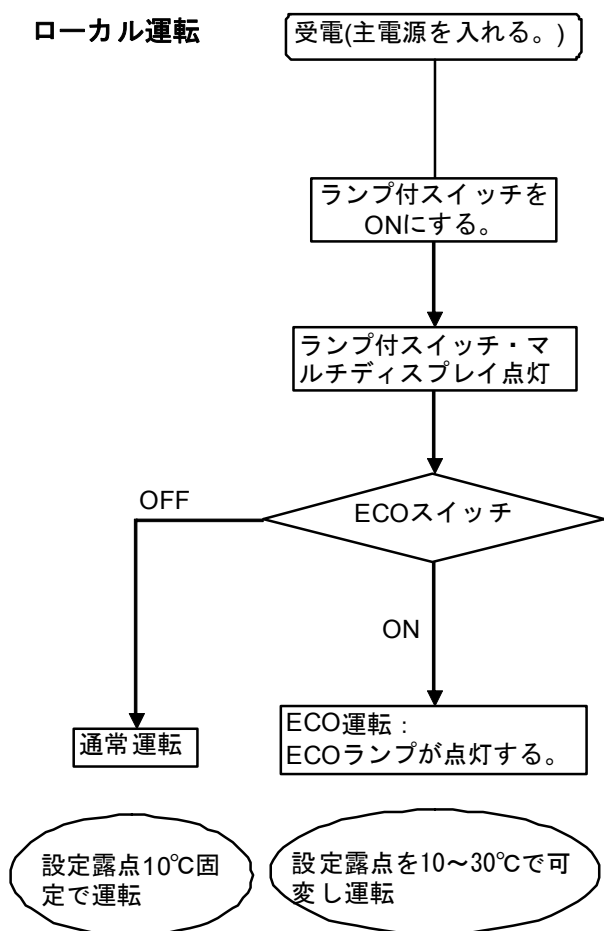 ローカル運転
受電(主電源を入れる。)
ランプ付スイッチを
ONにする。
ランプ付スイッチ・マ
ルチディスプレイ点灯
OFF
ECOスイッチ
ON
通常運転
ECO運転：
ECOランプが点灯する。
設定露点10℃固
定で運転
設定露点を10～30℃で可
変し運転